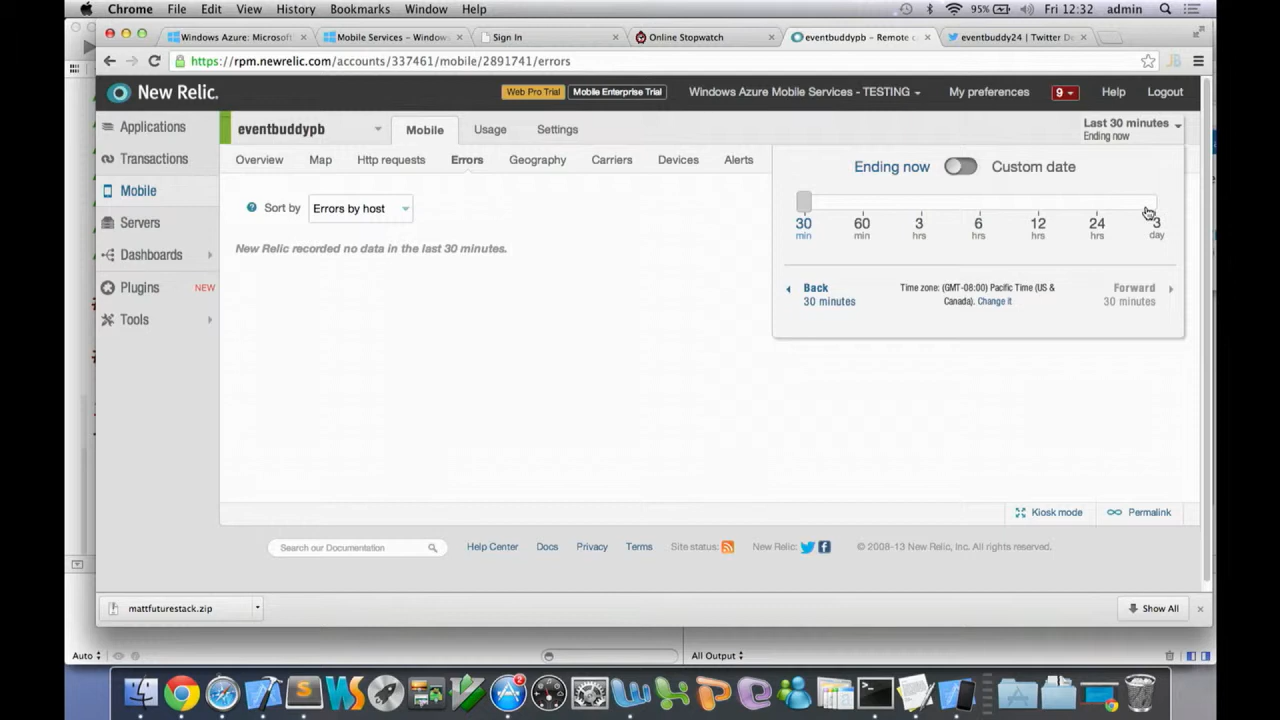 Chrome File Edit View History Bookmarks Window Help 95% Fri 12:32 admin
Windows Azure: Microsof Mobile Services – Window Sign In Online Stopwatch eventbuddypb – Remote c eventbuddy24 | Twitter De
https://rpm.newrelic.com/accounts/337461/mobile/2891741/errors
New Relic. Web Pro Trial Mobile Enterprise Trial Windows Azure Mobile Services - TESTING My preferences 9 Help Logout
Applications
Transactions
Mobile
Servers
Dashboards
Plugins NEW
Tools
eventbuddypb Mobile Usage Settings
Last 30 minutes
Ending now
Overview Map Http requests Errors Geography Carriers Devices Alerts
Sort by Errors by host
New Relic recorded no data in the last 30 minutes.
Ending now Custom date
30 60 3 6 12 24 3
min min hrs hrs hrs hrs day
Back
30 minutes
Time zone: (GMT-08:00) Pacific Time (US &
Canada). Change it
Forward
30 minutes
Kiosk mode Permalink
Search our Documentation Help Center Docs Privacy Terms Site status: New Relic: © 2008-13 New Relic, Inc. All rights reserved.
mattfuturestack.zip Show All
Auto All Output
2